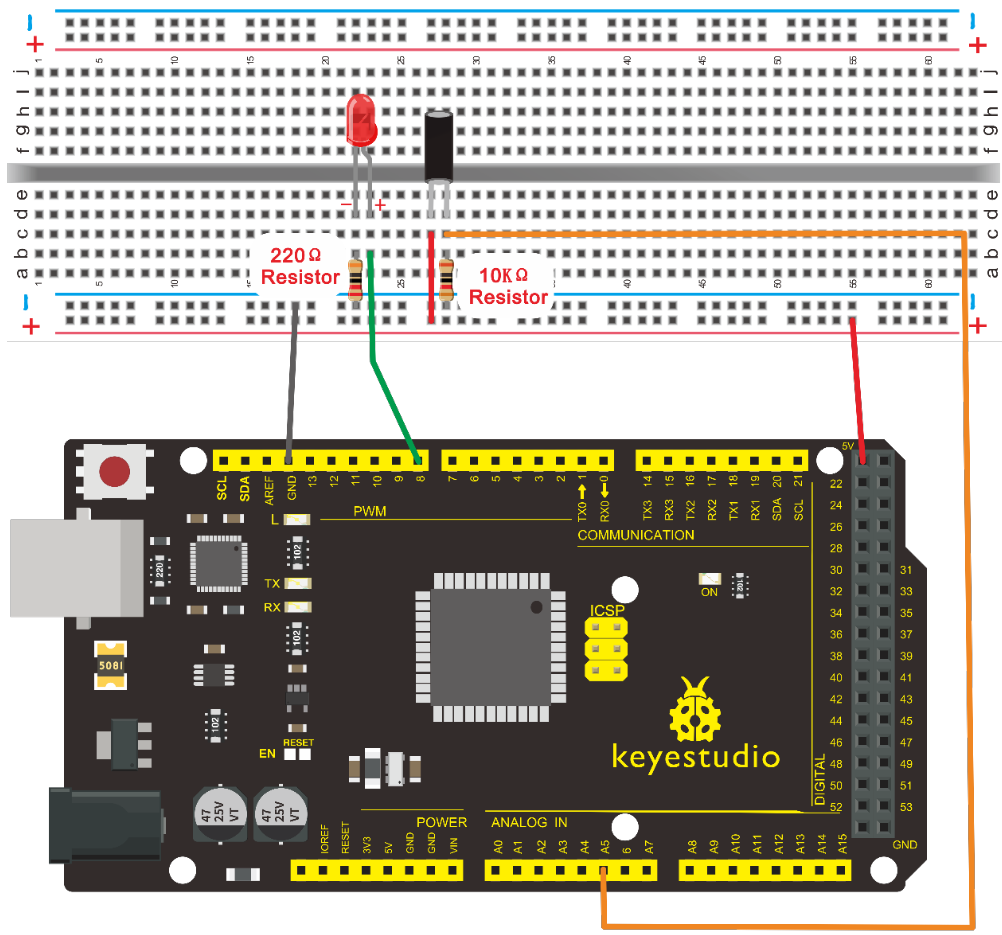 - -
+ +
1 5 10 15 20 25 30 35 40 45 50 55 60
j j
I I
h h
g g
f f
e e
d d
c c
b b
a a
− +
220Ω
Resistor
10KΩ
Resistor
- -
+ +
SCL SDA AREF GND 13 12 11 10 9 8
7 6 5 4 3 2 TX0 1 RX0 0
TX3 14 RX3 15 TX2 16 RX2 17 TX1 18 RX1 19 SDA 20 SCL 21
5V
22
24
26
28
30 31
32 33
34 35
36 37
38 39
40 41
42 43
44 45
46 47
48 49
50 51
52 53
GND
DIGITAL
PWM
COMMUNICATION
L
TX
RX
102
102
220
102
5081
ON
102
ICSP
keyestudio
RESET
EN
47
25V
VT
47
25V
VT
POWER
ANALOG IN
IOREF RESET 3V3 5V GND GND VIN
A0 A1 A2 A3 A4 A5 6 A7
A8 A9 A10 A11 A12 A13 A14 A15